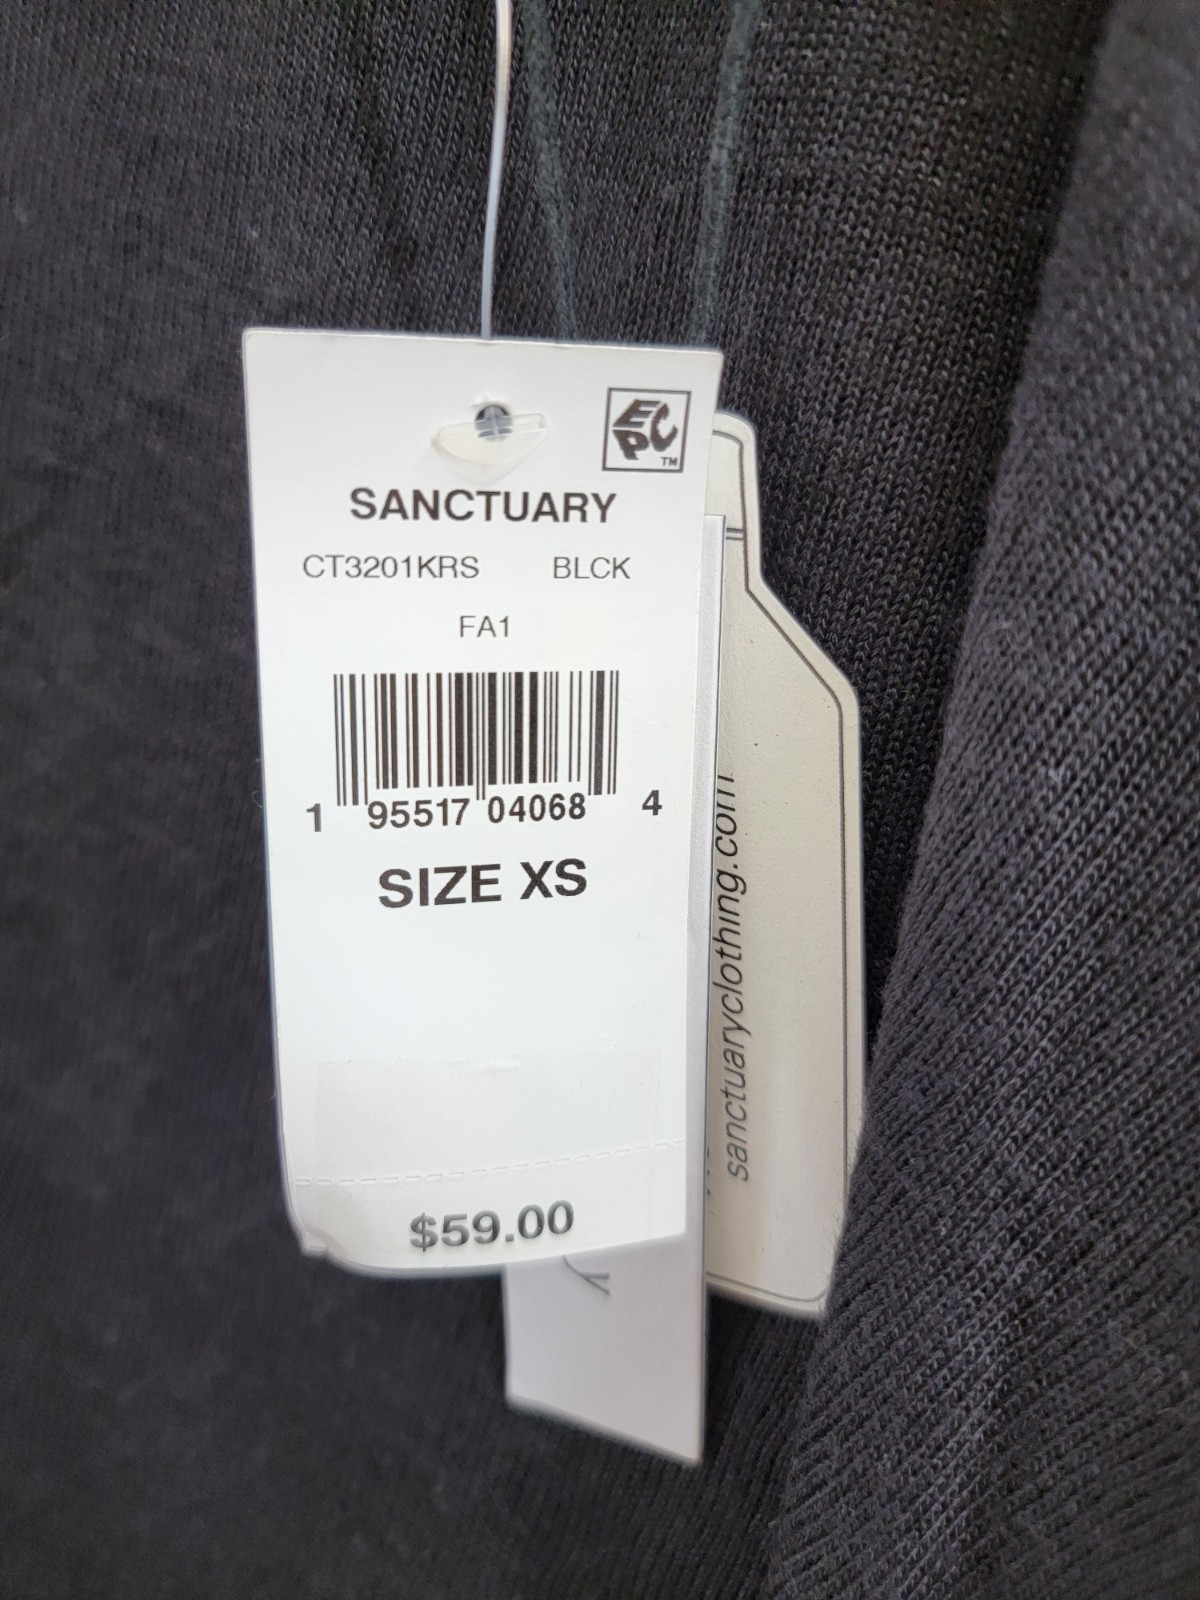 EPC
TM
SANCTUARY
CT3201KRS BLCK
FA1
1 95517 04068 4
SIZE XS
$59.00
sanctuaryclothing.com